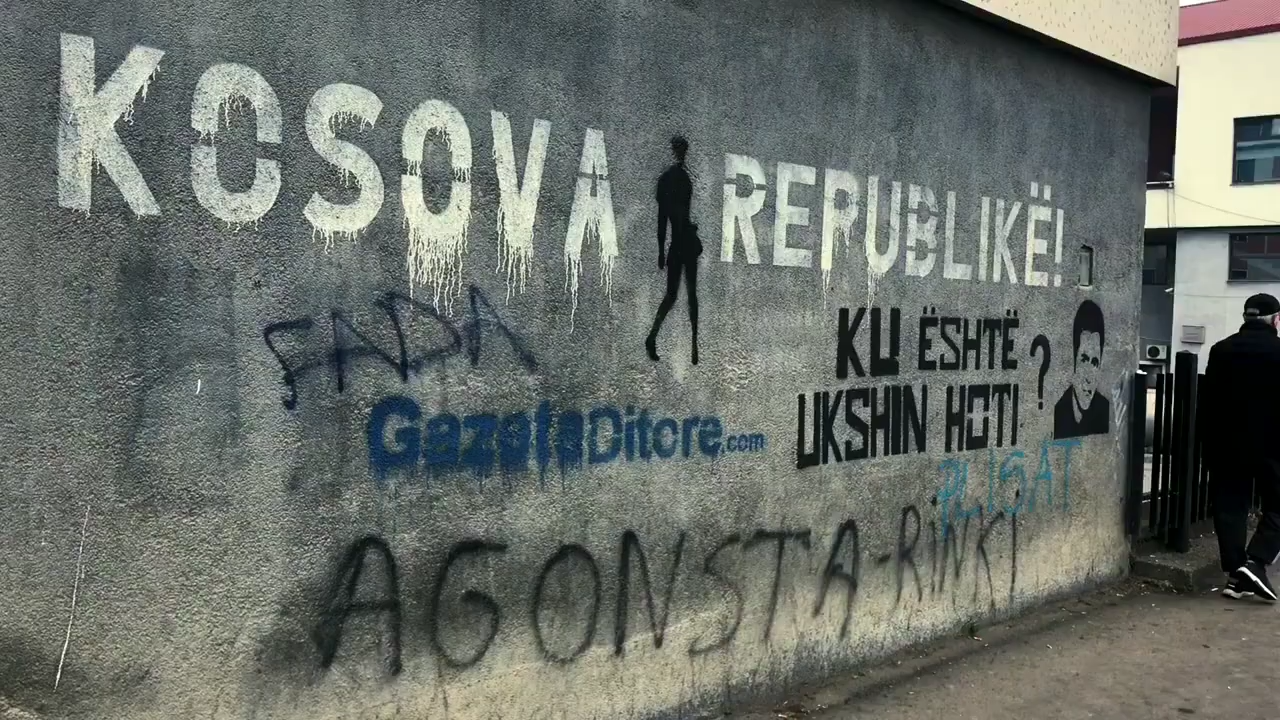 KOSOVA REPUBLIKË!
KU ËSHTË
UKSHIN HOTI ?
FADA
GazetaDitore.com
PLISAT
AGONSTA-RINKI